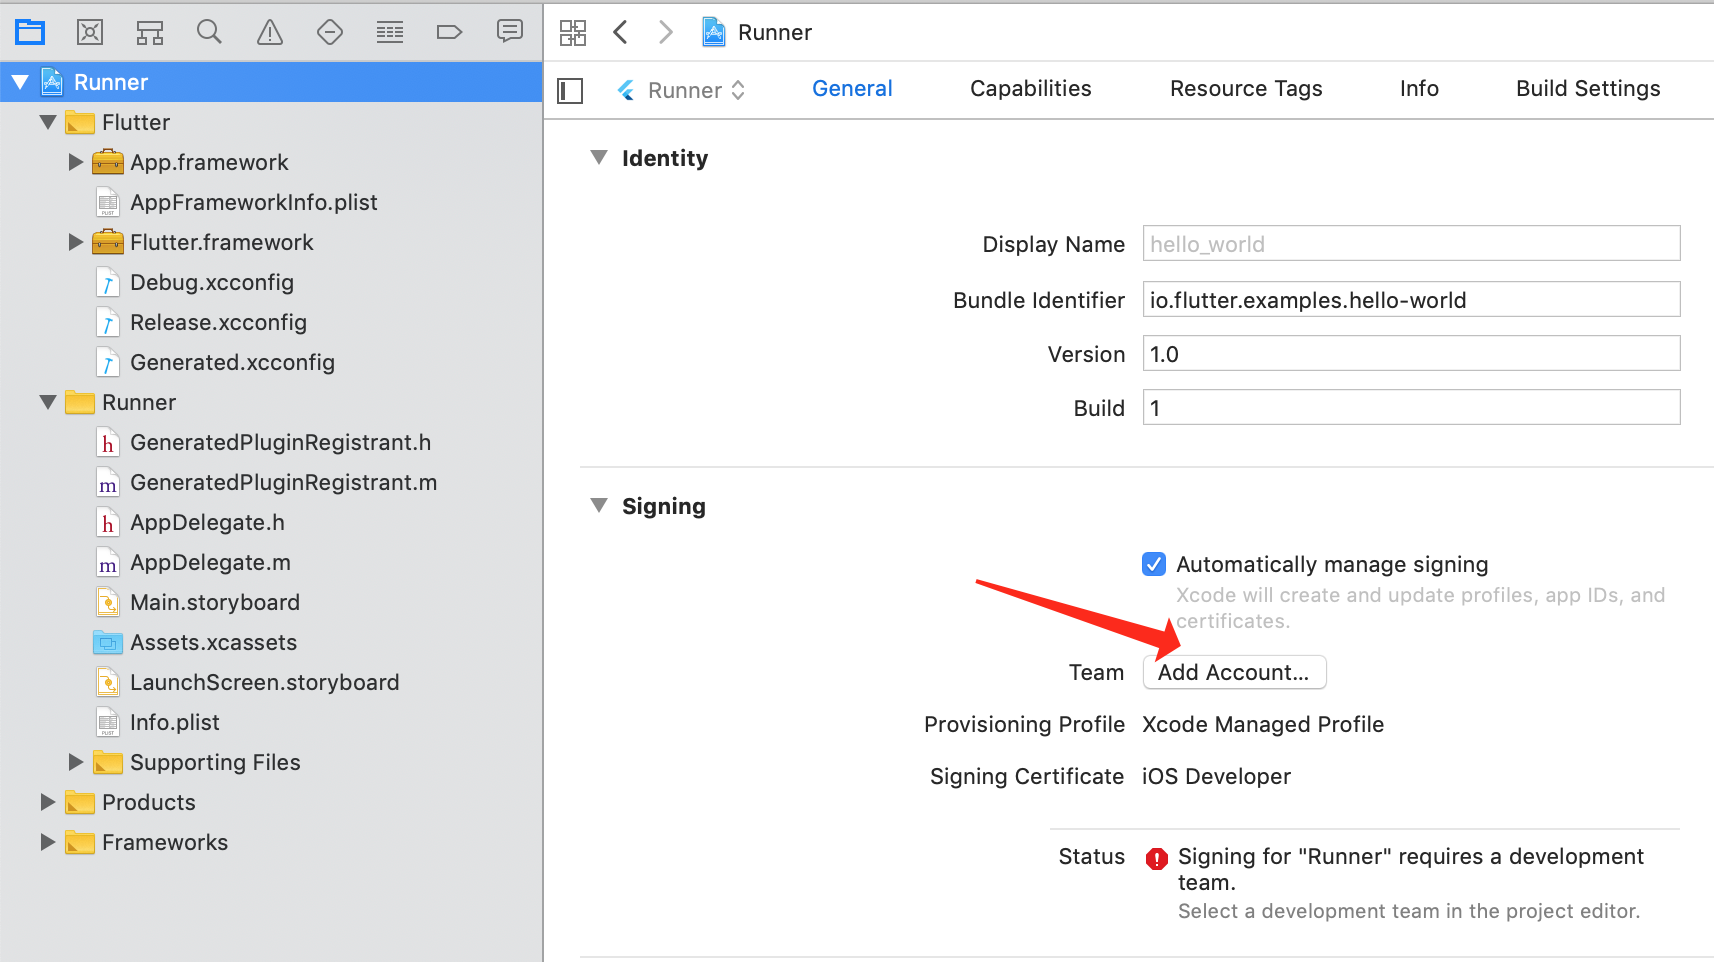 Runner
Flutter
App.framework
AppFrameworkInfo.plist
Flutter.framework
Debug.xcconfig
Release.xcconfig
Generated.xcconfig
Runner
GeneratedPluginRegistrant.h
GeneratedPluginRegistrant.m
AppDelegate.h
AppDelegate.m
Main.storyboard
Assets.xcassets
LaunchScreen.storyboard
Info.plist
Supporting Files
Products
Frameworks
Runner
Runner General Capabilities Resource Tags Info Build Settings
Identity
Display Name hello_world
Bundle Identifier io.flutter.examples.hello-world
Version 1.0
Build 1
Signing
Automatically manage signing
Xcode will create and update profiles, app IDs, and
certificates.
Team Add Account...
Provisioning Profile Xcode Managed Profile
Signing Certificate iOS Developer
Status Signing for "Runner" requires a development
team.
Select a development team in the project editor.